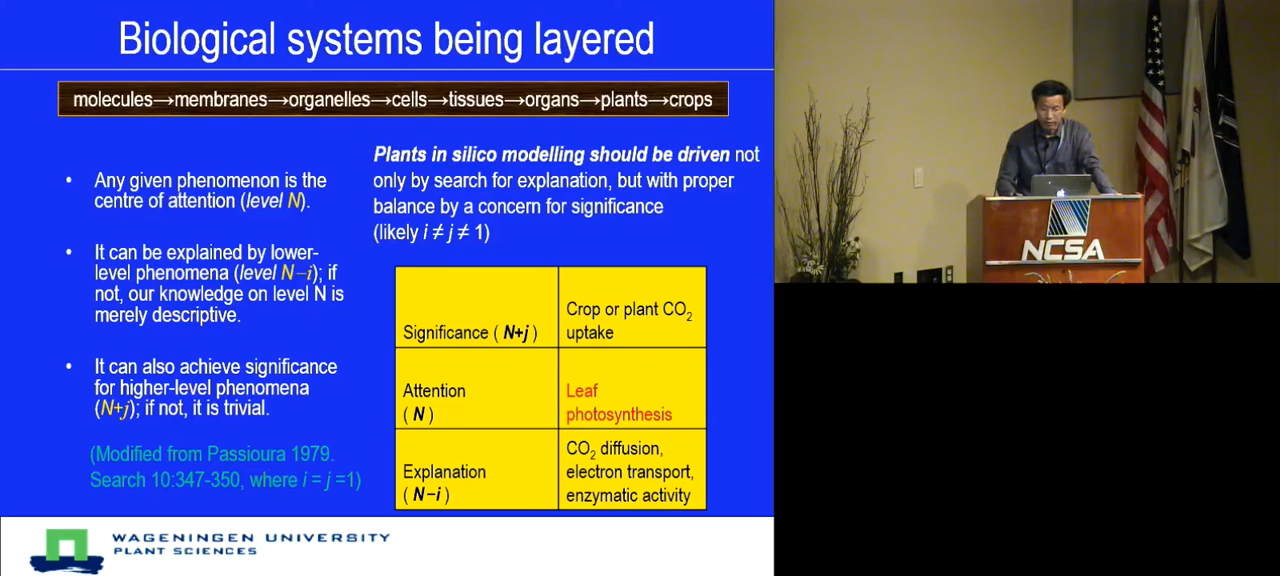 Biological systems being layered
molecules→membranes→organelles→cells→tissues→organs→plants→crops
• Any given phenomenon is the
centre of attention (level N).
• It can be explained by lower-
level phenomena (level N−i); if
not, our knowledge on level N is
merely descriptive.
• It can also achieve significance
for higher-level phenomena
(N+j); if not, it is trivial.
(Modified from Passioura 1979.
Search 10:347-350, where i = j =1)
Plants in silico modelling should be driven not
only by search for explanation, but with proper
balance by a concern for significance
(likely i ≠ j ≠ 1)
Significance ( N+j )
Crop or plant CO2
uptake
Attention
( N )
Leaf
photosynthesis
Explanation
( N−i )
CO2 diffusion,
electron transport,
enzymatic activity
WAGENINGEN UNIVERSITY
PLANT SCIENCES
NCSA